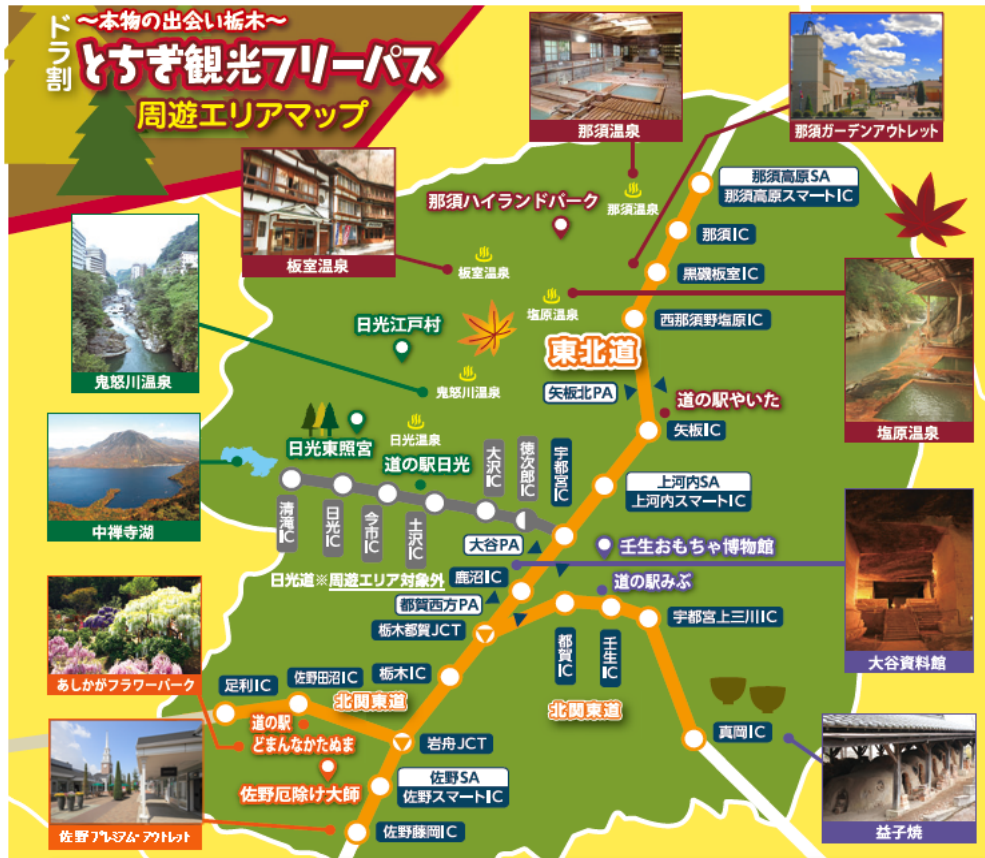 ドラ割
~本物の出会い栃木~
とちぎ観光フリーパス
周遊エリアマップ
那須温泉
那須ガーデンアウトレット
板室温泉
那須ハイランドパーク
那須温泉
那須高原SA
那須高原スマートIC
那須IC
鬼怒川温泉
板室温泉
黒磯板室IC
塩原温泉
西那須野塩原IC
日光江戸村
東北道
鬼怒川温泉
矢板北PA
道の駅やいた
矢板IC
塩原温泉
中禅寺湖
日光東照宮
日光温泉
道の駅日光
大沢IC
徳次郎IC
宇都宮IC
上河内SA
上河内スマートIC
清滝IC
日光IC
今市IC
土沢IC
大谷PA
壬生おもちゃ博物館
日光道※周遊エリア対象外
鹿沼IC
道の駅みぶ
都賀西方PA
宇都宮上三川IC
栃木都賀JCT
都賀IC
壬生IC
大谷資料館
あしかがフラワーパーク
足利IC
佐野田沼IC
栃木IC
北関東道
北関東道
道の駅
どまんなかたぬま
岩舟JCT
真岡IC
佐野厄除け大師
佐野SA
佐野スマートIC
佐野プレミアム・アウトレット
佐野藤岡IC
益子焼